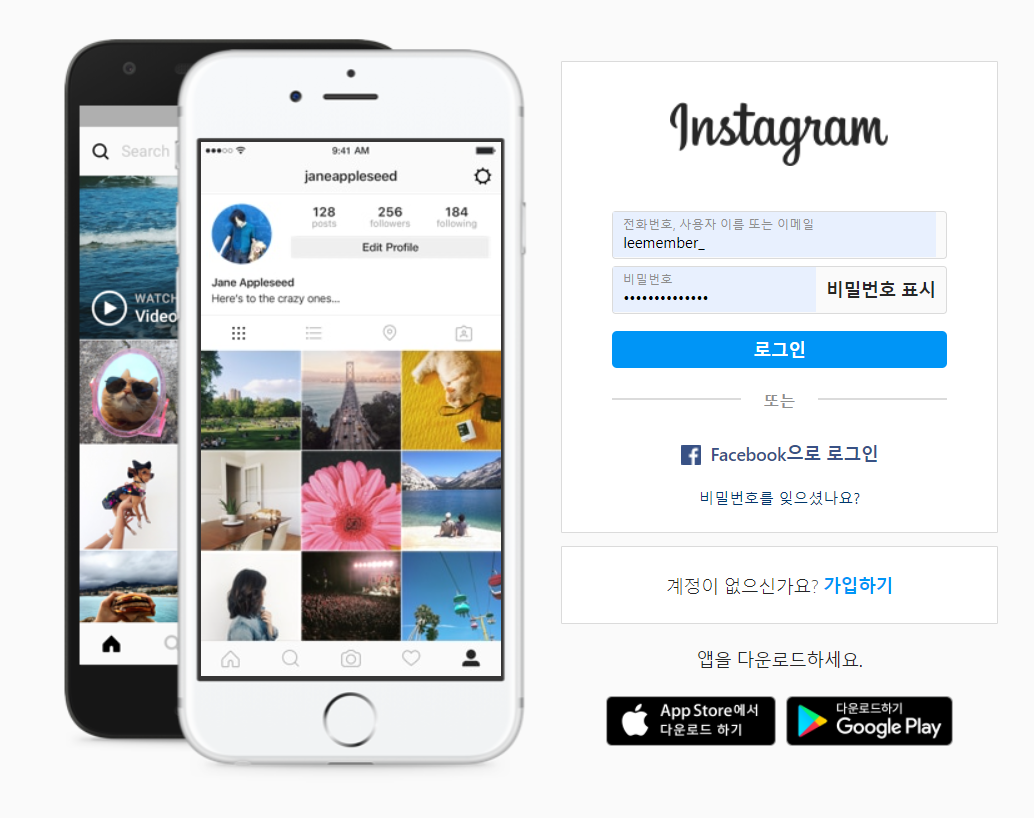 Search
WATCH
Video
9:41 AM
janeappleseed
128
posts
256
followers
184
following
Edit Profile
Jane Appleseed
Here's to the crazy ones...
Instagram
전화번호, 사용자 이름 또는 이메일
leemember_
비밀번호
••••••••••••••
비밀번호 표시
로그인
또는
Facebook으로 로그인
비밀번호를 잊으셨나요?
계정이 없으신가요? 가입하기
앱을 다운로드하세요.
App Store에서
다운로드 하기
다운로드하기
Google Play